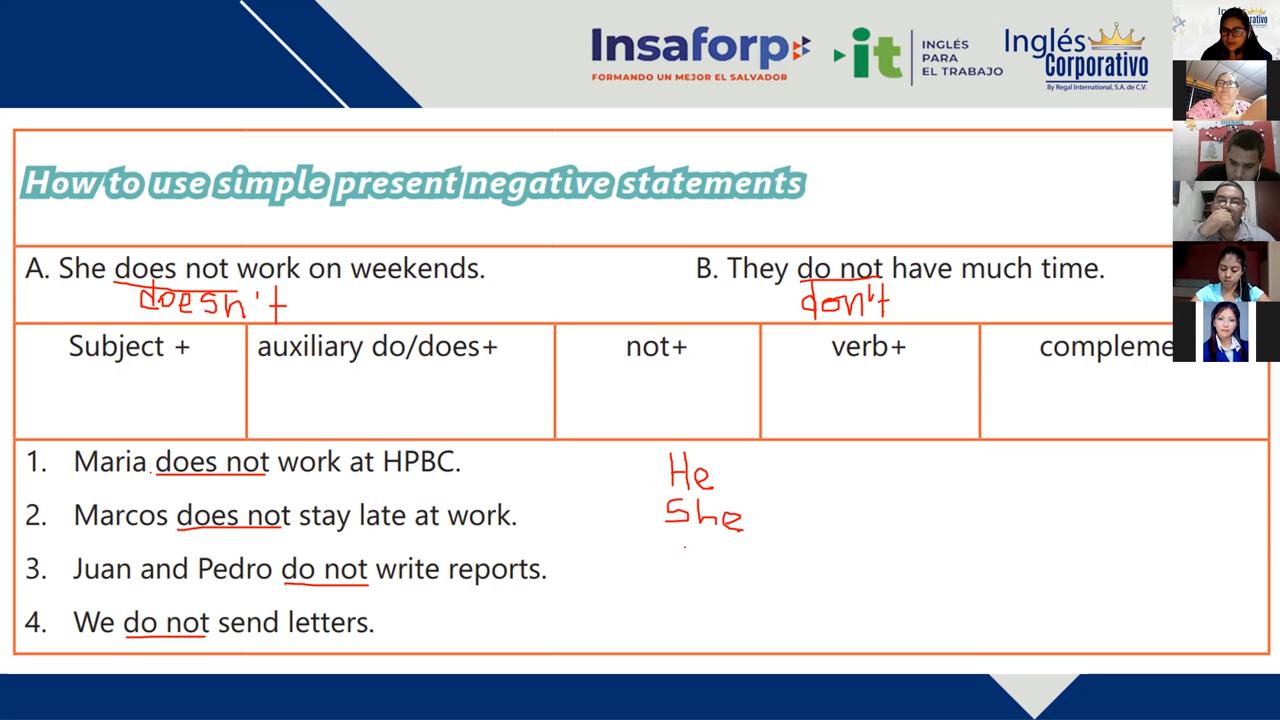 Insaforp
FORMANDO UN MEJOR EL SALVADOR
it
INGLÉS
PARA
EL TRABAJO
Inglés
Corporativo
By Regal International, S.A. de C.V.
How to use simple present negative statements
A. She does not work on weekends.
doesn't
B. They do not have much time.
don't
Subject + auxiliary do/does+ not+ verb+ompleme
1. Maria does not work at HPBC.
2. Marcos does not stay late at work.
3. Juan and Pedro do not write reports.
4. We do not send letters.
He
She